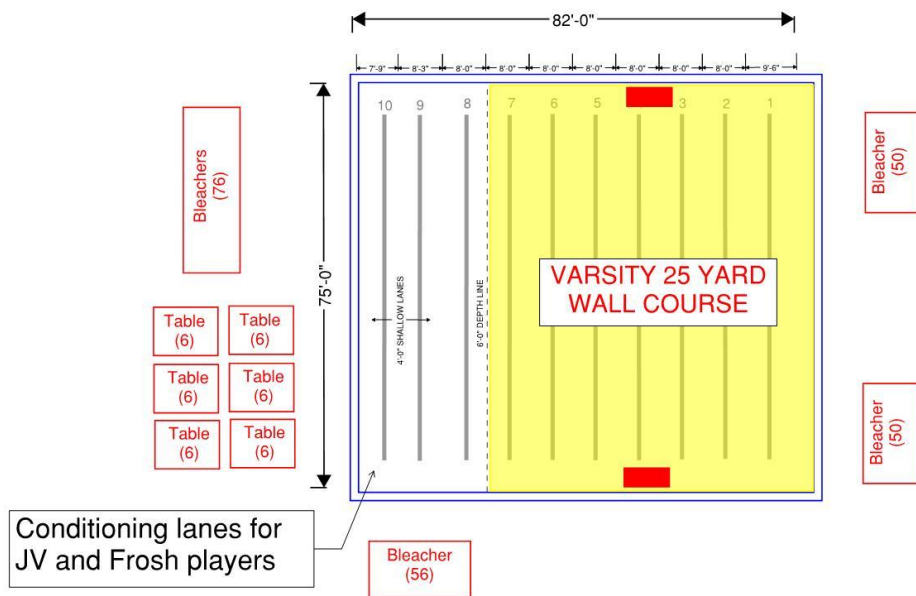 82'-0"
7'-9" 8'-3" 8'-0" 8'-0" 8'-0" 8'-0" 8'-0" 8'-0" 8'-0" 9'-6"
10 9 8 7 6 5 3 2 1
75'-0"
Bleachers
(76)
Bleacher
(50)
VARSITY 25 YARD
WALL COURSE
4'-0" SHALLOW LANES
6'-0" DEPTH LINE
Table
(6)
Table
(6)
Table
(6)
Table
(6)
Table
(6)
Table
(6)
Bleacher
(50)
Conditioning lanes for
JV and Frosh players
Bleacher
(56)